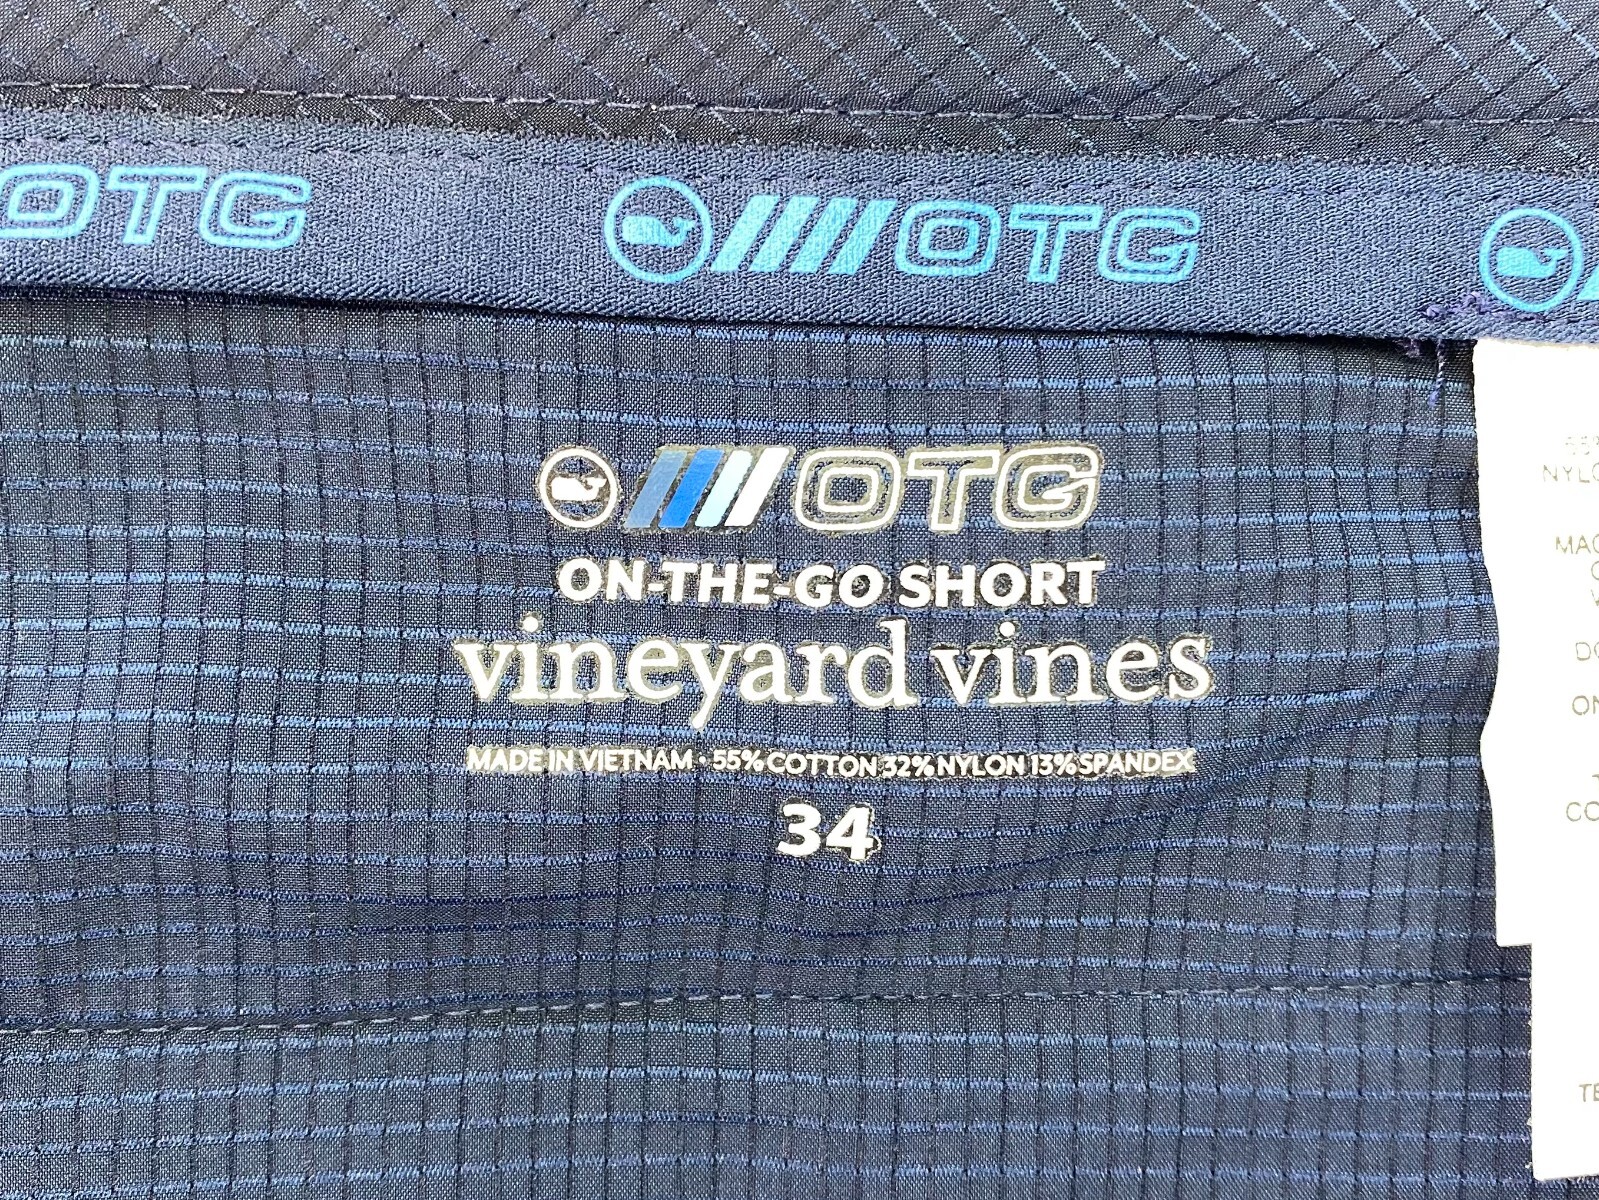 OTG OTG
OTG
ON-THE-GO SHORT
vineyard vines
MADE IN VIETNAM · 55% COTTON 32% NYLON 13% SPANDEX
34